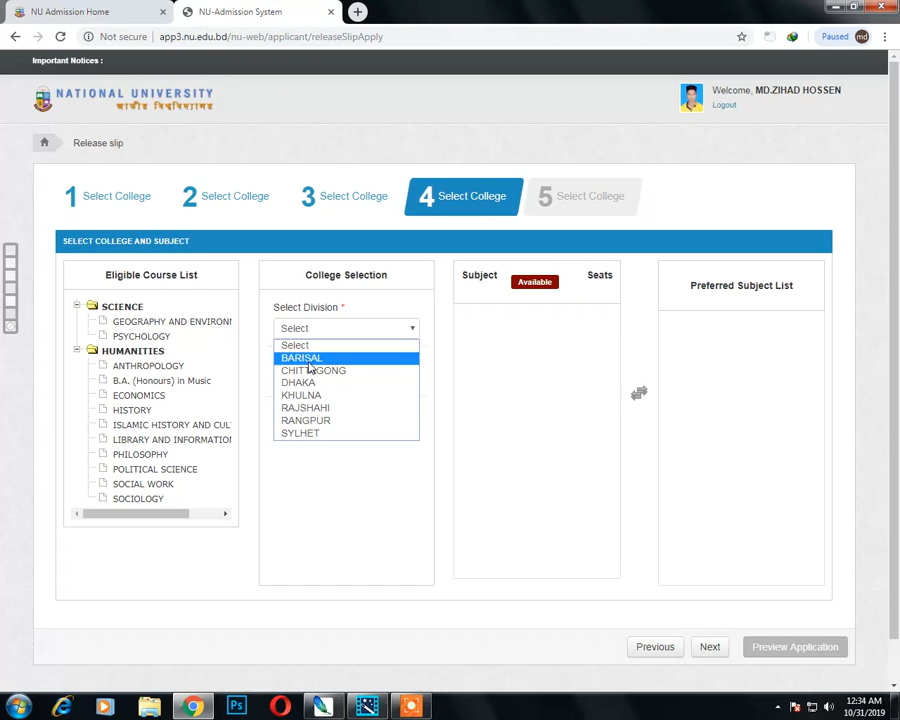 NU Admission Home
NU-Admission System
Not secure
app3.nu.edu.bd/nu-web/applicant/releaseSlipApply
Paused
md
Important Notices :
NATIONAL UNIVERSITY
জাতীয় বিশ্ববিদ্যালয়
Welcome, MD.ZIHAD HOSSEN
Logout
Release slip
1 Select College
2 Select College
3 Select College
4 Select College
5 Select College
SELECT COLLEGE AND SUBJECT
Eligible Course List
SCIENCE
GEOGRAPHY AND ENVIRON
PSYCHOLOGY
HUMANITIES
ANTHROPOLOGY
B.A. (Honours) in Music
ECONOMICS
HISTORY
ISLAMIC HISTORY AND CUL
LIBRARY AND INFORMATION
PHILOSOPHY
POLITICAL SCIENCE
SOCIAL WORK
SOCIOLOGY
College Selection
Select Division *
Select
Select
BARISAL
CHITTAGONG
DHAKA
KHULNA
RAJSHAHI
RANGPUR
SYLHET
Subject
Available
Seats
Preferred Subject List
Previous
Next
Preview Application
Ps
12:34 AM
10/31/2019